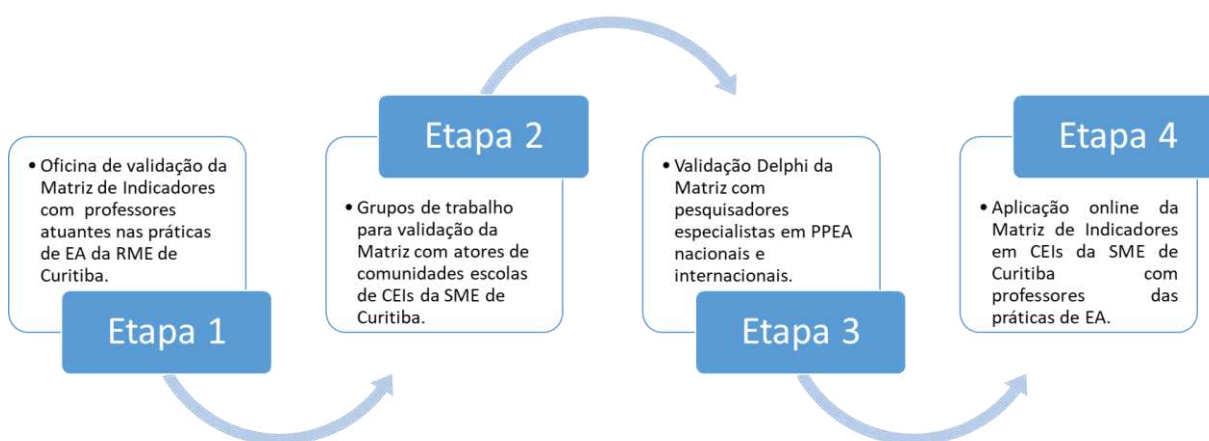 • Oficina de validação da
Matriz de Indicadores
com professores
atuantes nas práticas
de EA da RME de
Curitiba.
Etapa 1
Etapa 2
• Grupos de trabalho
para validação da
Matriz com atores de
comunidades escolas
de CEIs da SME de
Curitiba.
• Validação Delphi da
Matriz com
pesquisadores
especialistas em PPEA
nacionais e
internacionais.
Etapa 3
Etapa 4
• Aplicação online da
Matriz de Indicadores
em CEIs da SME de
Curitiba com
professores das
práticas de EA.